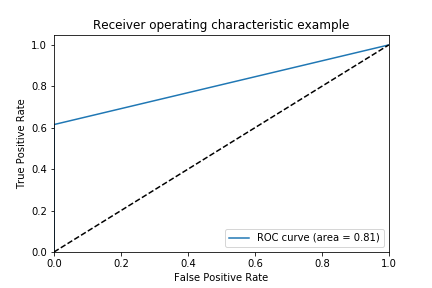 Receiver operating characteristic example
True Positive Rate
1.0
0.8
0.6
0.4
0.2
0.0
ROC curve (area = 0.81)
0.0 0.2 0.4 0.6 0.8 1.0
False Positive Rate